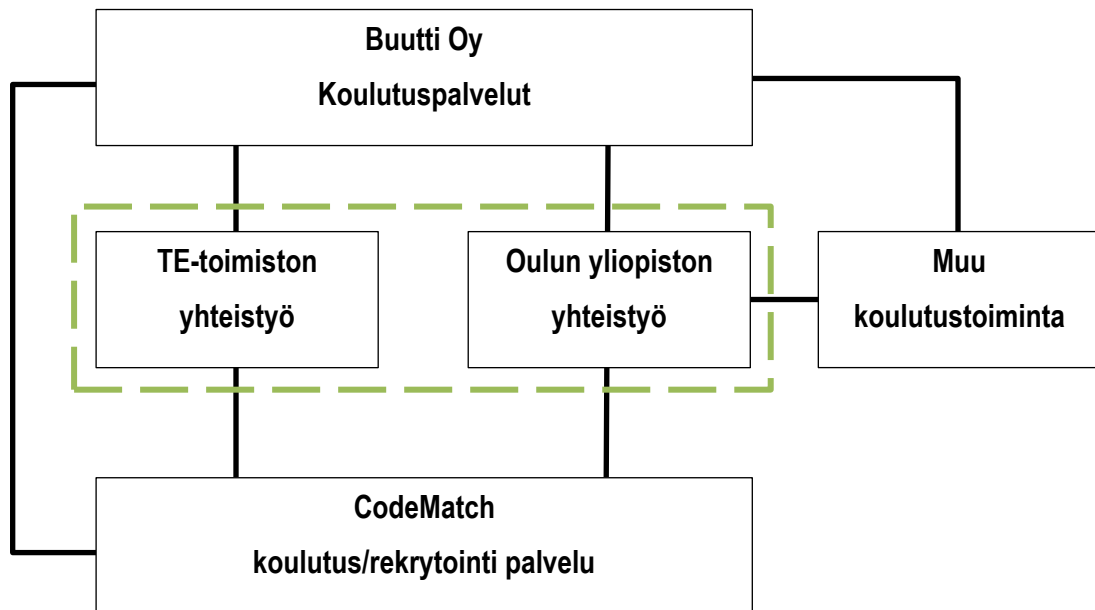 Buutti Oy
Koulutuspalvelut
TE-toimiston
yhteistyö
Oulun yliopiston
yhteistyö
Muu
koulutustoiminta
CodeMatch
koulutus/rekrytointi palvelu